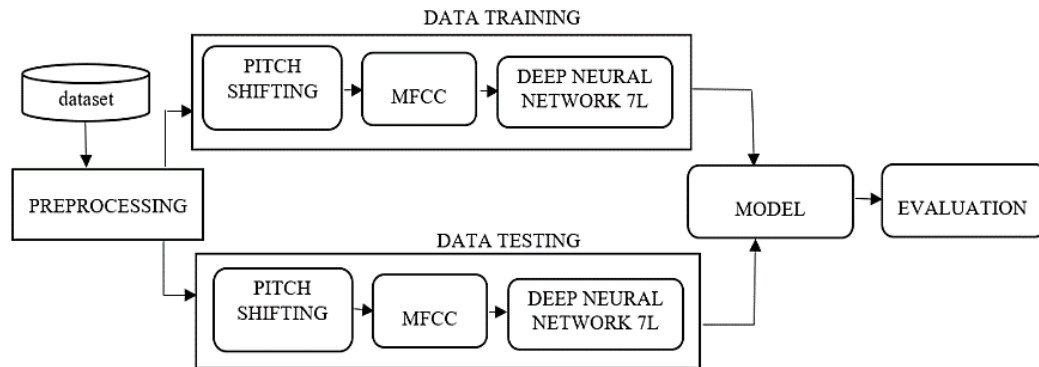 DATA TRAINING
PITCH
SHIFTING
MFCC
DEEP NEURAL
NETWORK 7L
dataset
PREPROCESSING
MODEL
EVALUATION
DATA TESTING
PITCH
SHIFTING
MFCC
DEEP NEURAL
NETWORK 7L